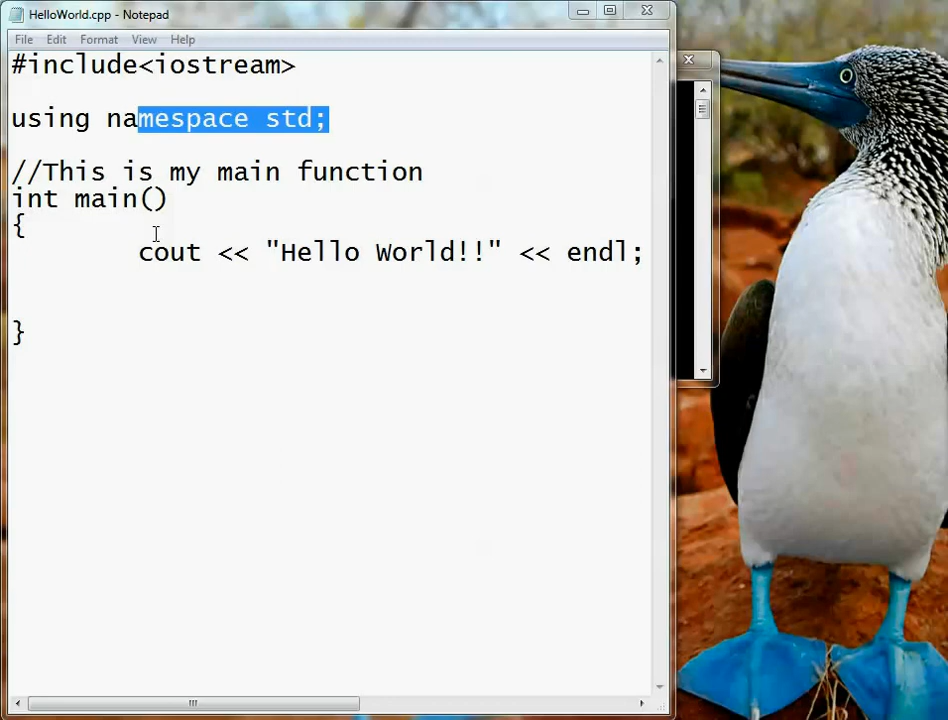 HelloWorld.cpp - Notepad
File Edit Format View Help
#include<iostream>
using namespace std;
//This is my main function
int main()
{
cout << "Hello World!!" << endl;
}